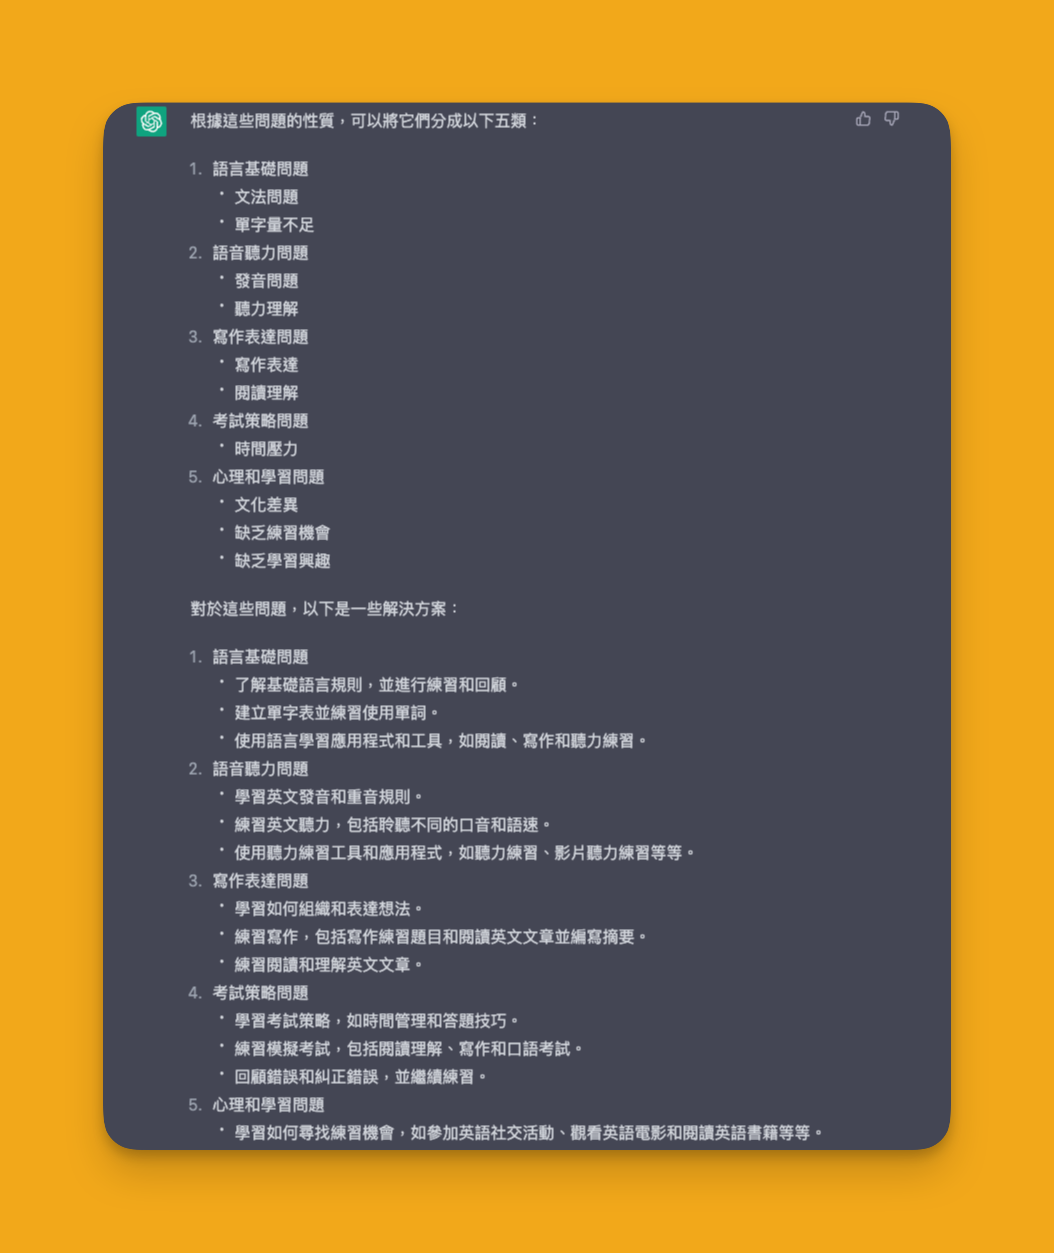 根據這些問題的性質，可以將它們分成以下五類：
1. 語言基礎問題
• 文法問題
• 單字量不足
2. 語音聽力問題
• 發音問題
• 聽力理解
3. 寫作表達問題
• 寫作表達
• 閱讀理解
4. 考試策略問題
• 時間壓力
5. 心理和學習問題
• 文化差異
• 缺乏練習機會
• 缺乏學習興趣
對於這些問題，以下是一些解決方案：
1. 語言基礎問題
• 了解基礎語言規則，並進行練習和回顧。
• 建立單字表並練習使用單詞。
• 使用語言學習應用程式和工具，如閱讀、寫作和聽力練習。
2. 語音聽力問題
• 學習英文發音和重音規則。
• 練習英文聽力，包括聆聽不同的口音和語速。
• 使用聽力練習工具和應用程式，如聽力練習、影片聽力練習等等。
3. 寫作表達問題
• 學習如何組織和表達想法。
• 練習寫作，包括寫作練習題目和閱讀英文文章並編寫摘要。
• 練習閱讀和理解英文文章。
4. 考試策略問題
• 學習考試策略，如時間管理和答題技巧。
• 練習模擬考試，包括閱讀理解、寫作和口語考試。
• 回顧錯誤和糾正錯誤，並繼續練習。
5. 心理和學習問題
• 學習如何尋找練習機會，如參加英語社交活動、觀看英語電影和閱讀英語書籍等等。